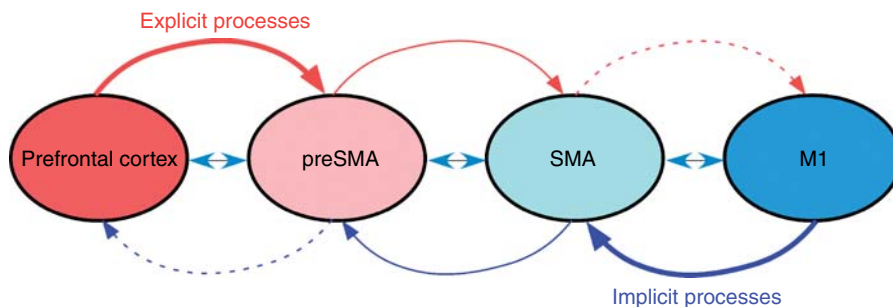 Explicit processes
Prefrontal cortex
preSMA
SMA
M1
Implicit processes